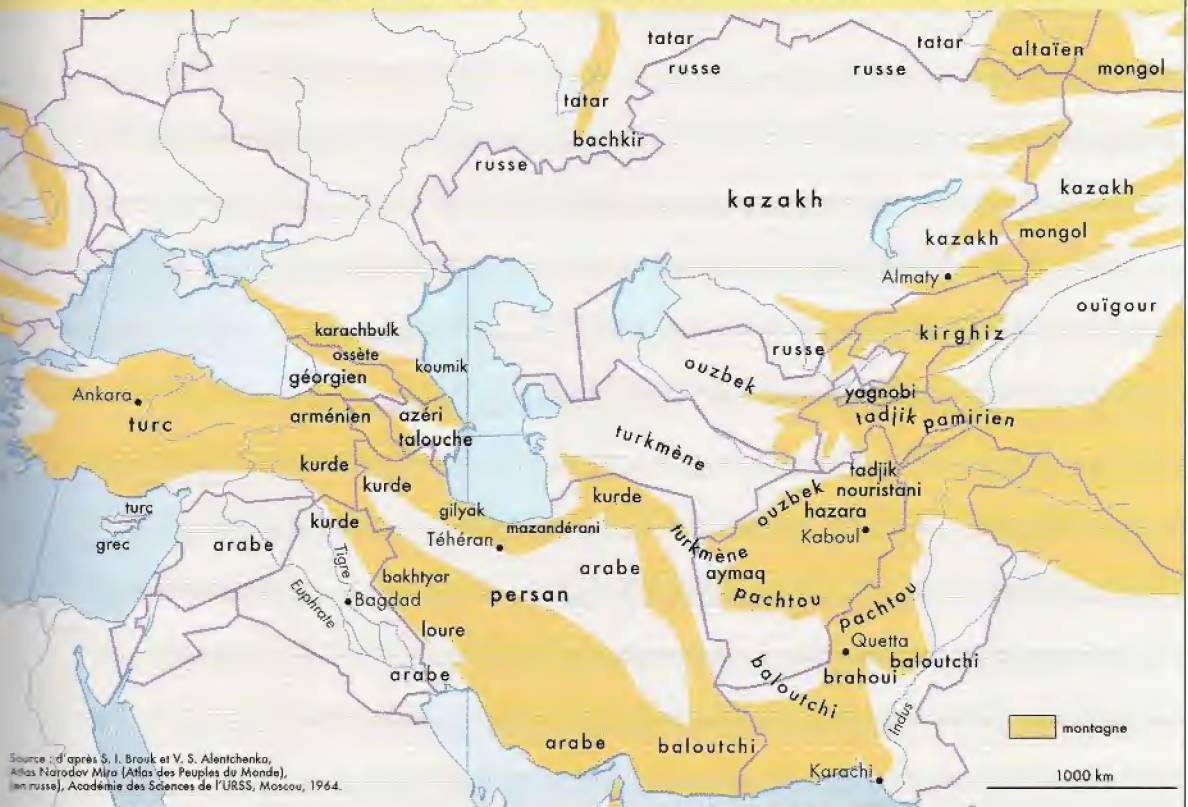 tatar
tatar
altaïen
russe
russe
mongol
tatar
bachkir
russe
kazakh
kazakh
kazakh
mongol
Almaty
ouïgour
karachbulk
kirghiz
ossète
russe
koumik
géorgien
ouzbek
yagnobi
Ankara
turc
arménien
azéri
tadjik
pamirien
talouche
turkmène
kurde
kurde
tadjik
kurde
ouzbek
nouristani
turc
kurde
gilyak
mazandérani
hazara
grec
arabe
Téhéran
Kaboul
Tigre
turkmène
arabe
aymaq
bakhtyar
Euphrate
Bagdad
persan
pachtou
pachtou
loure
Quetta
baloutchi
arabe
baloutchi
brahoui
Indus
montagne
arabe
baloutchi
Source : d'après S. I. Brouk et V. S. Alentchenko,
Atlas Narodov Mira (Atlas des Peuples du Monde),
(en russe), Académie des Sciences de l'URSS, Moscou, 1964.
Karachi
1000 km